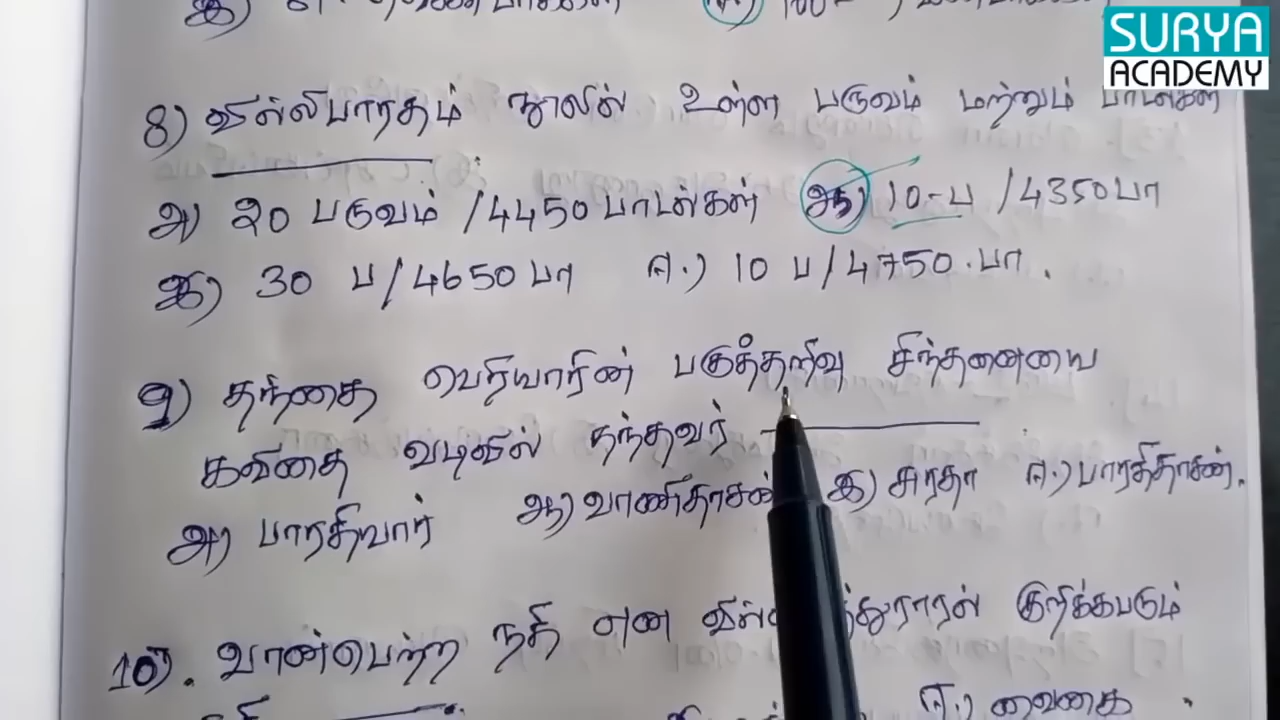 SURYA
ACADEMY
8) வில்லிபாரதம் நூலில் உள்ள பருவம் மற்றும் பாடல்கள்
அ) 20 பருவம் /4450 பாடல்கள் ஆ) 10-ப /4350பா
இ) 30 ப/4650 பா ஈ.) 10 ப/4750.பா.
9) தந்தை பெரியாரின் பகுத்தறிவு சிந்தனையை
கவிதை வடிவில் தந்தவர்
அ) பாரதியார் ஆ) வாணிதாசன் இ) சுரதா ஈ.) பாரதிதாசன்.
10). வான்பெற்ற நதி என குறிக்கபடும்
ஈ.) வைகை